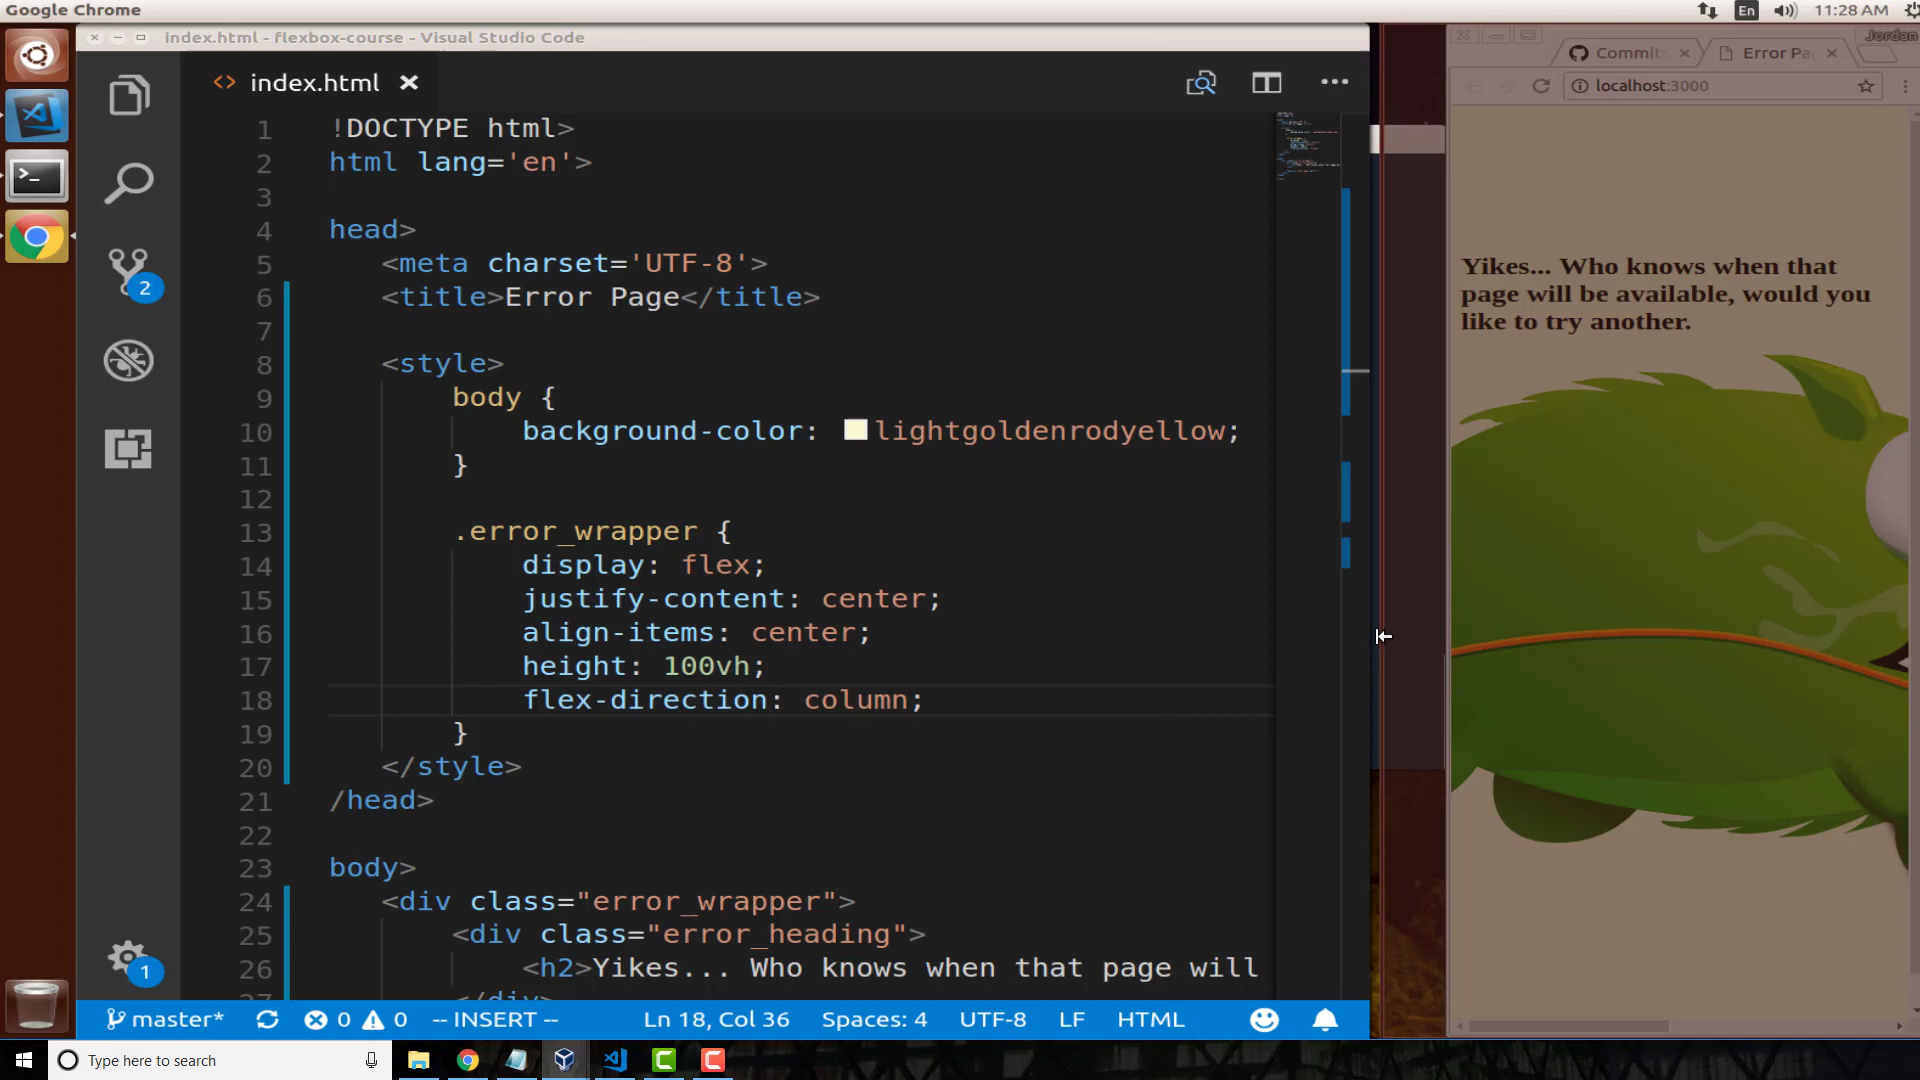 Google Chrome
En
11:28 AM
index.html - flexbox-course - Visual Studio Code
Jordan
index.html
Commits
Error Pa
localhost:3000
1 !DOCTYPE html>
2 html lang='en'>
3
4 head>
5 <meta charset='UTF-8'>
6 <title>Error Page</title>
7
8 <style>
9 body {
10 background-color: lightgoldenrodyellow;
11 }
12
13 .error_wrapper {
14 display: flex;
15 justify-content: center;
16 align-items: center;
17 height: 100vh;
18 flex-direction: column;
19 }
20 </style>
21 /head>
22
23 body>
24 <div class="error_wrapper">
25 <div class="error_heading">
26 <h2>Yikes... Who knows when that page will
27 </div>
2
1
Yikes... Who knows when that
page will be available, would you
like to try another.
master* 0 0 -- INSERT -- Ln 18, Col 36 Spaces: 4 UTF-8 LF HTML
Type here to search